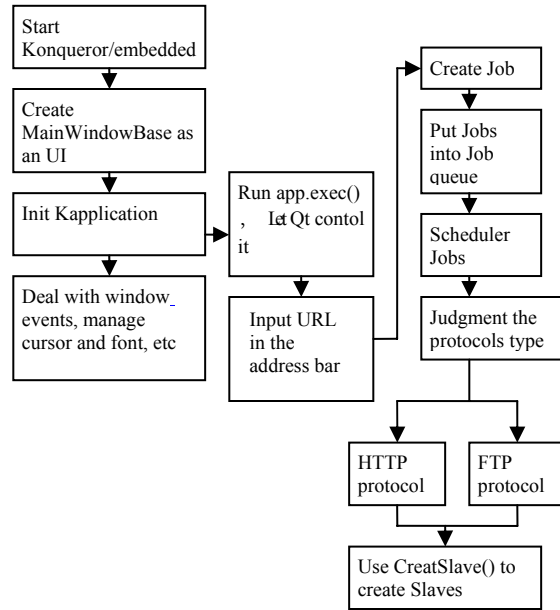 Start
Konqueror/embedded
Create
MainWindowBase as
an UI
Init Kapplication
Deal with window
events, manage
cursor and font, etc
Run app.exec()
, Let Qt contol
it
Input URL
in the
address bar
Create Job
Put Jobs
into Job
queue
Scheduler
Jobs
Judgment the
protocols type
HTTP
protocol
FTP
protocol
Use CreatSlave() to
create Slaves